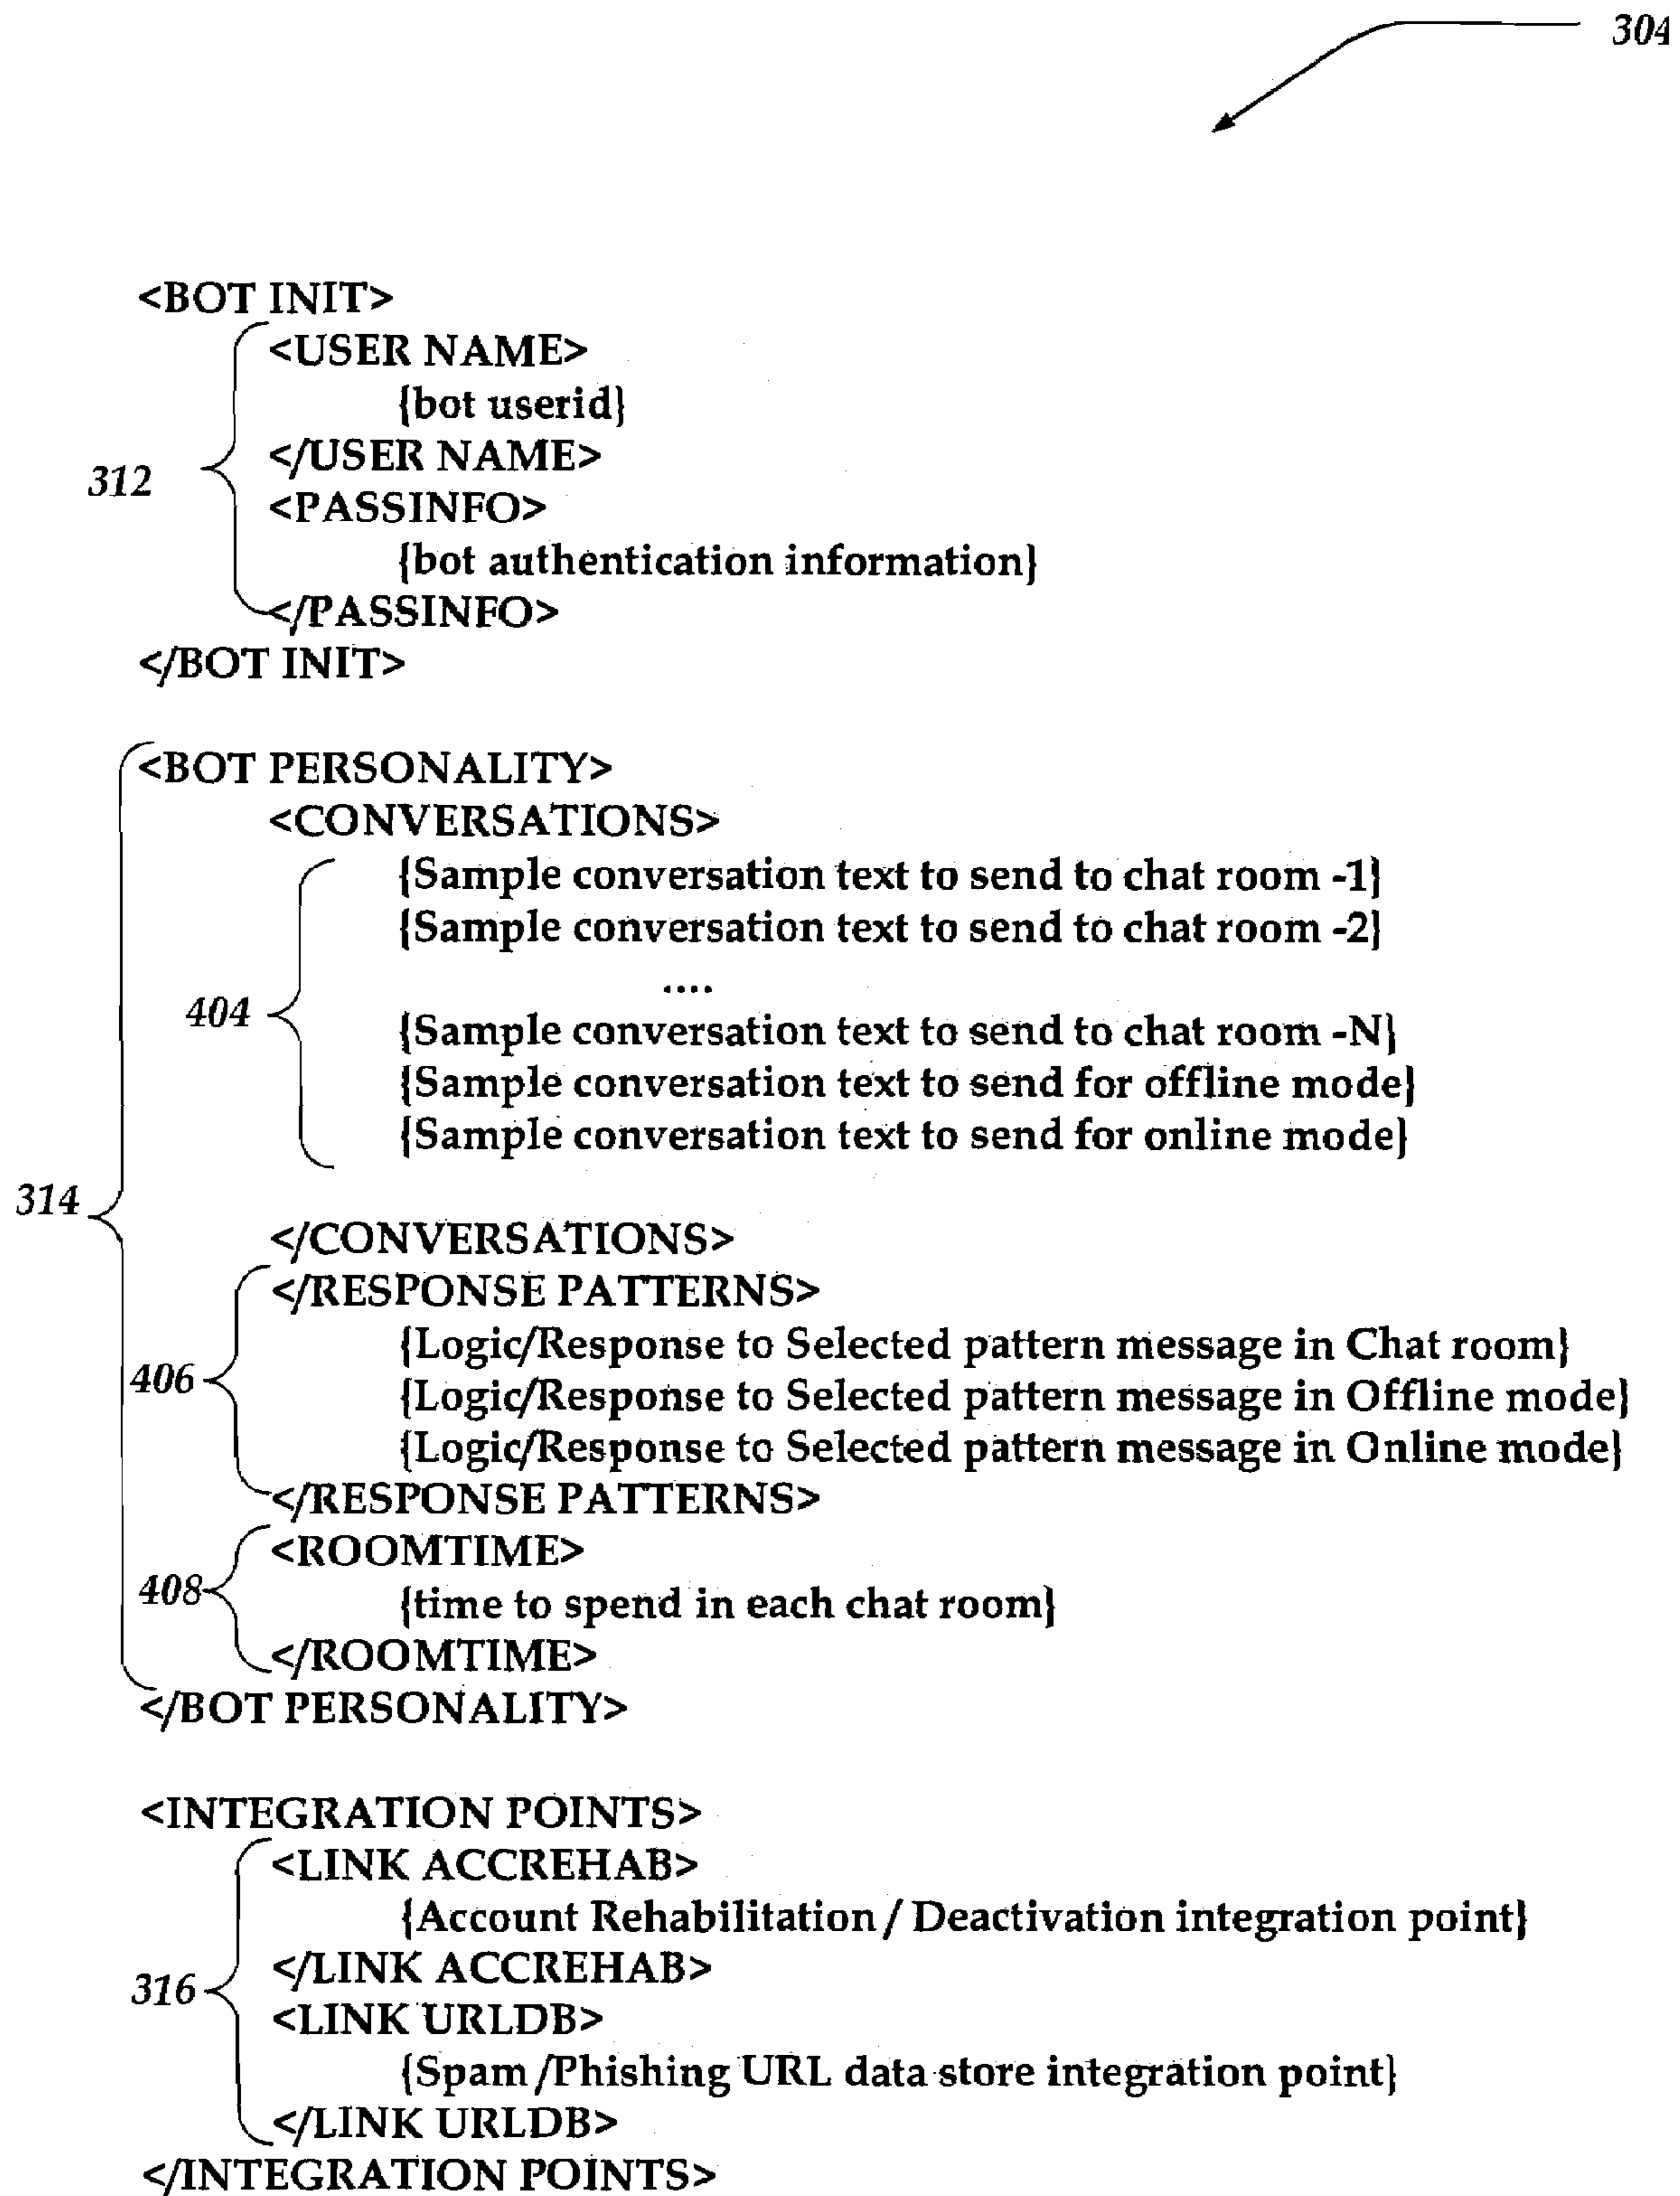 304
<BOT INIT>
<USER NAME>
{bot userid}
</USER NAME>
312
<PASSINFO>
{bot authentication information}
</PASSINFO>
</BOT INIT>
<BOT PERSONALITY>
<CONVERSATIONS>
{Sample conversation text to send to chat room -1}
{Sample conversation text to send to chat room -2}
....
404
{Sample conversation text to send to chat room -N}
{Sample conversation text to send for offline mode}
{Sample conversation text to send for online mode}
314
</CONVERSATIONS>
</RESPONSE PATTERNS>
{Logic/Response to Selected pattern message in Chat room}
406
{Logic/Response to Selected pattern message in Offline mode}
{Logic/Response to Selected pattern message in Online mode}
</RESPONSE PATTERNS>
<ROOMTIME>
408
{time to spend in each chat room}
</ROOMTIME>
</BOT PERSONALITY>
<INTEGRATION POINTS>
<LINK ACCREHAB>
{Account Rehabilitation/Deactivation integration point}
</LINK ACCREHAB>
316
<LINK URLDB>
{Spam/Phishing URL data store integration point}
</LINK URLDB>
</INTEGRATION POINTS>